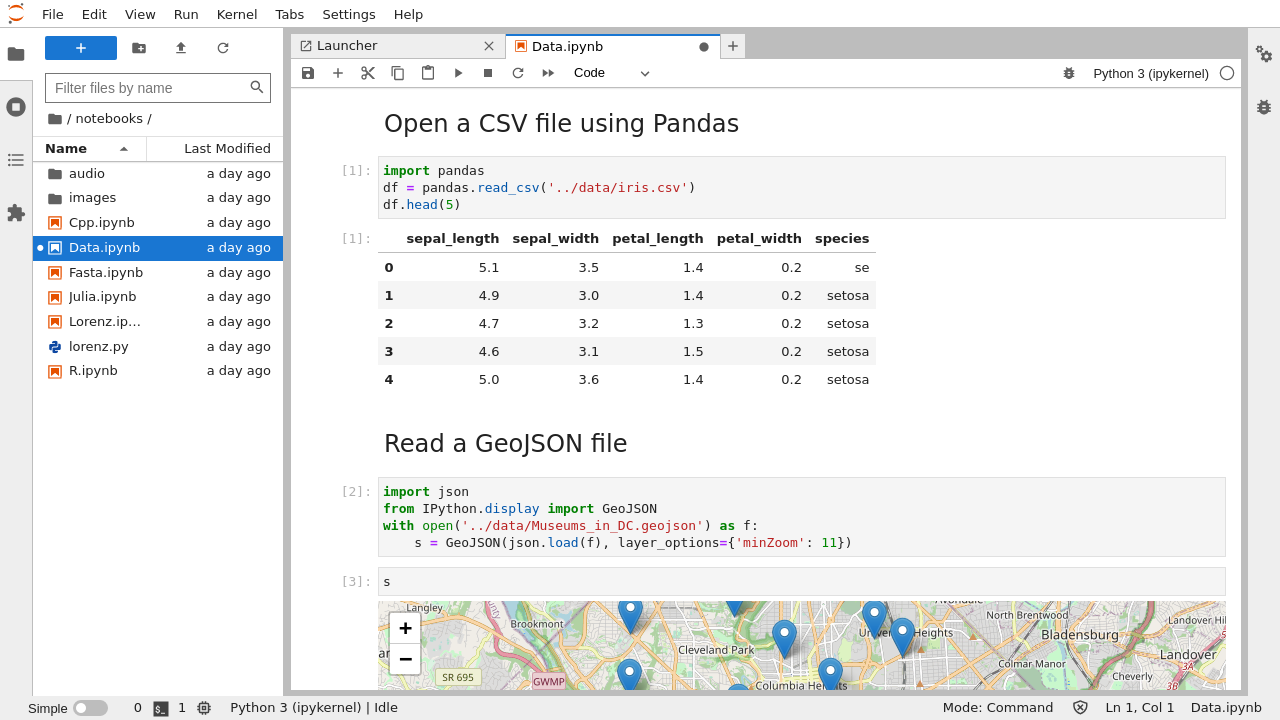 File Edit View Run Kernel Tabs Settings Help
Launcher
Data.ipynb
Code
Python 3 (ipykernel)
Filter files by name
/ notebooks /
Name Last Modified
audio a day ago
images a day ago
Cpp.ipynb a day ago
Data.ipynb a day ago
Fasta.ipynb a day ago
Julia.ipynb a day ago
Lorenz.ip… a day ago
lorenz.py a day ago
R.ipynb a day ago
Open a CSV file using Pandas
[1]: import pandas
df = pandas.read_csv('../data/iris.csv')
df.head(5)
[1]: sepal_length sepal_width petal_length petal_width species
0 5.1 3.5 1.4 0.2 se
1 4.9 3.0 1.4 0.2 setosa
2 4.7 3.2 1.3 0.2 setosa
3 4.6 3.1 1.5 0.2 setosa
4 5.0 3.6 1.4 0.2 setosa
Read a GeoJSON file
[2]: import json
from IPython.display import GeoJSON
with open('../data/Museums_in_DC.geojson') as f:
    s = GeoJSON(json.load(f), layer_options={'minZoom': 11})
[3]: s
Langley
Brookmont
North Brentwood
Landover
Bladensburg
Heights
Cleveland Park
Landover
Colmar Manor
Cheverly
SR 695
GWMP
Columbia Heights
+
−
Simple 0 1 Python 3 (ipykernel) | Idle Mode: Command Ln 1, Col 1 Data.ipynb